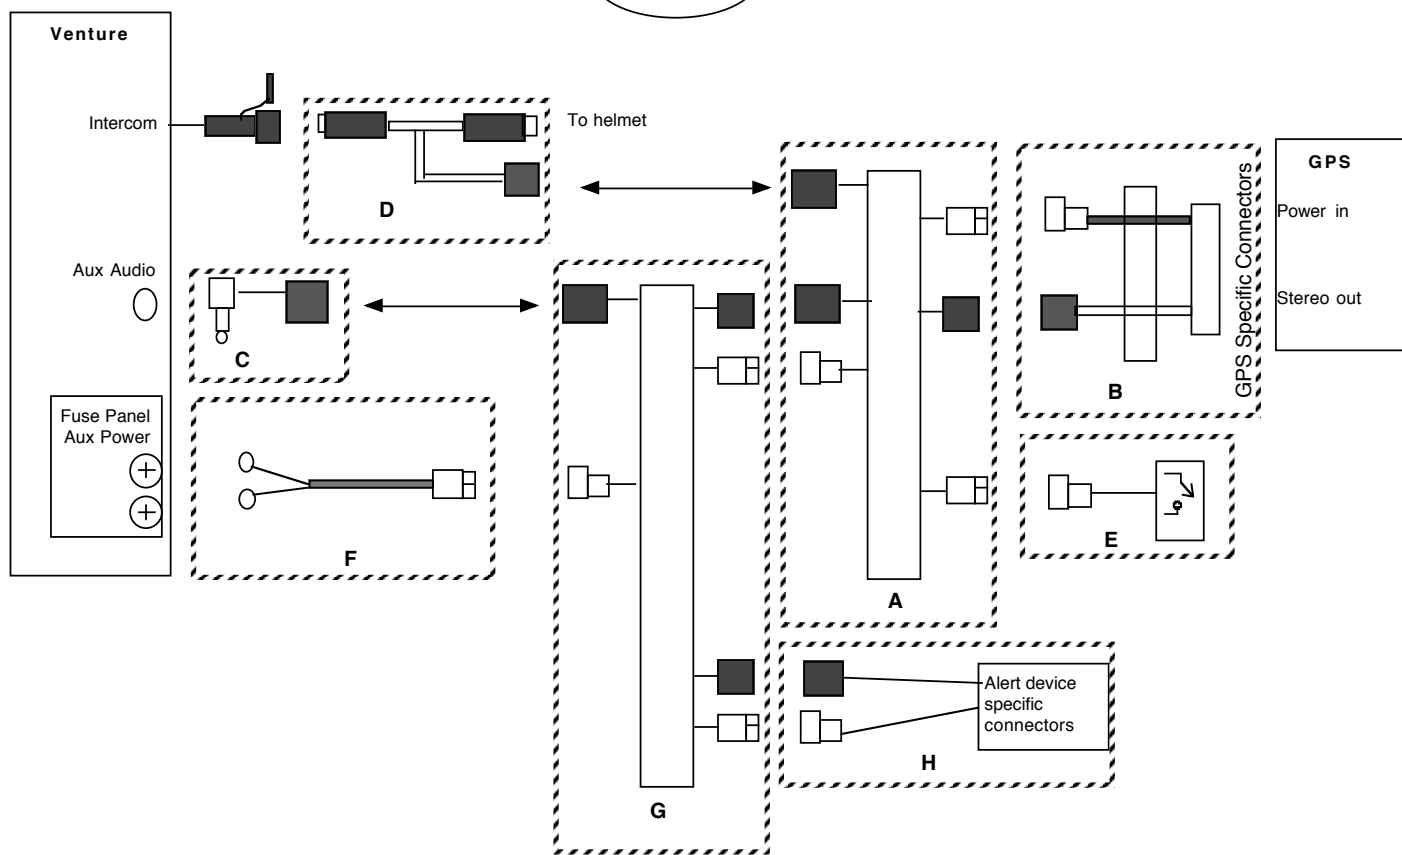 Venture
Intercom
To helmet
D
Aux Audio
C
Fuse Panel
Aux Power
F
G
A
GPS Specific Connectors
B
GPS
Power in
Stereo out
E
Alert device
specific
connectors
H